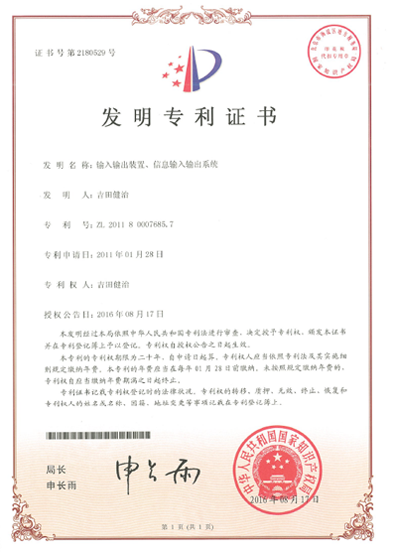 证书号第2180529号
发明专利证书
发 明 名 称：输入输出装置、信息输入输出系统
发 明 人：吉田健治
专 利 号：ZL 2011 8 0007685.7
专利申请日：2011年01月28日
专 利 权 人：吉田健治
授权公告日：2016年08月17日
本发明经过本局依照中华人民共和国专利法进行审查，决定授予专利权，颁发本证书
并在专利登记簿上予以登记。专利权自授权公告之日起生效。
本专利的专利权期限为二十年，自申请日起算。专利权人应当依照专利法及其实施细
则规定缴纳年费。本专利的年费应当在每年01月28日前缴纳。未按照规定缴纳年费的，
专利权自应当缴纳年费期满之日起终止。
专利证书记载专利权登记时的法律状况。专利权的转移、质押、无效、终止、恢复和
专利权人的姓名或名称、国籍、地址变更等事项记载在专利登记簿上。
局长
申长雨
申长雨
中华人民共和国国家知识产权局
2016年08月17日
第 1 页（共 1 页）